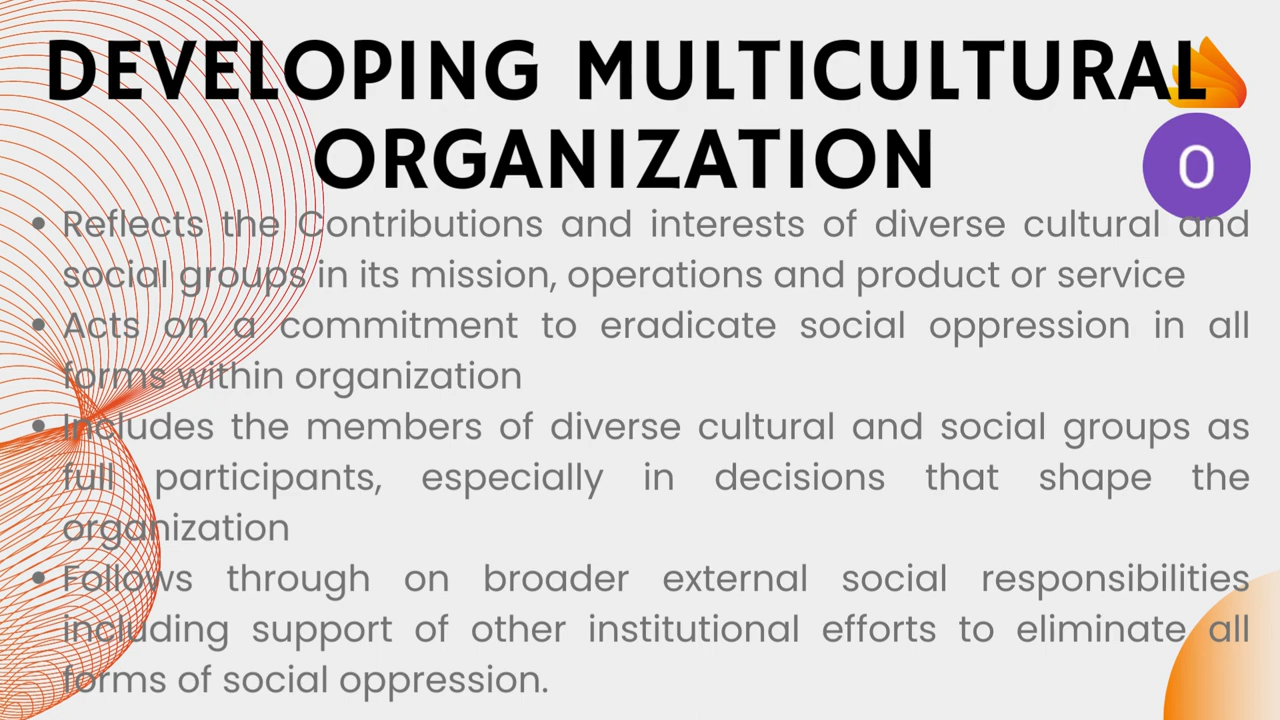 DEVELOPING MULTICULTURAL
ORGANIZATION
O
• Reflects the Contributions and interests of diverse cultural and
social groups in its mission, operations and product or service
• Acts on a commitment to eradicate social oppression in all
forms within organization
• Includes the members of diverse cultural and social groups as
full participants, especially in decisions that shape the
organization
• Follows through on broader external social responsibilities
including support of other institutional efforts to eliminate all
forms of social oppression.